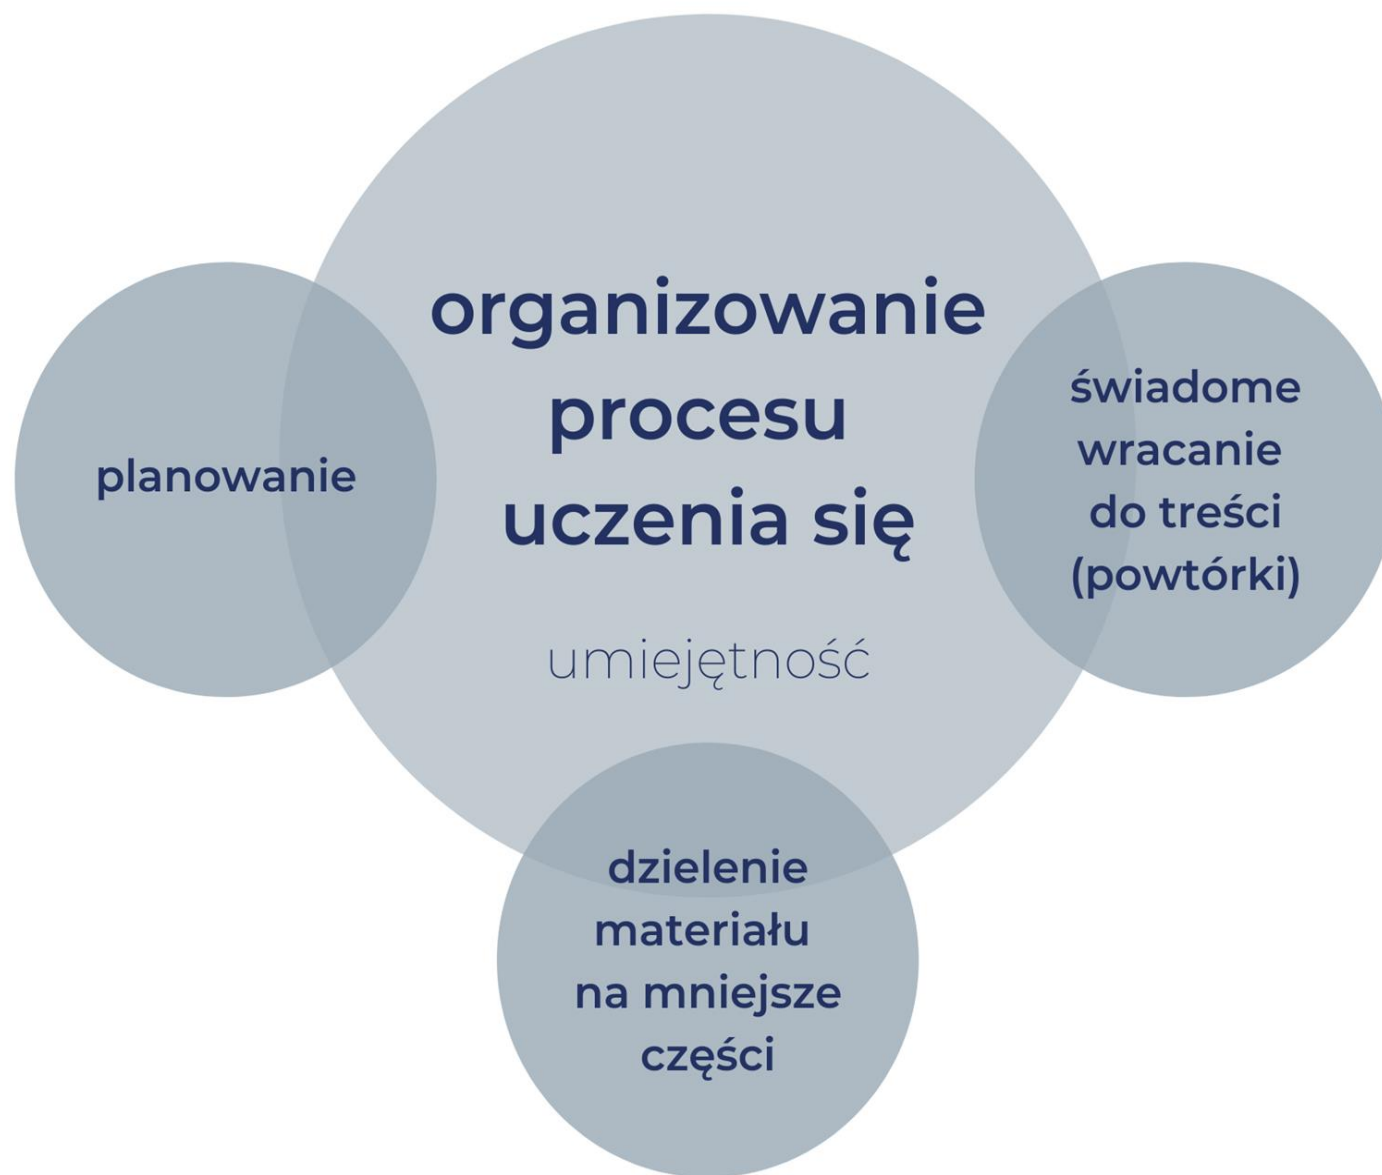 organizowanie
procesu
uczenia się
umiejętność
planowanie
świadome
wracanie
do treści
(powtórki)
dzielenie
materiału
na mniejsze
części